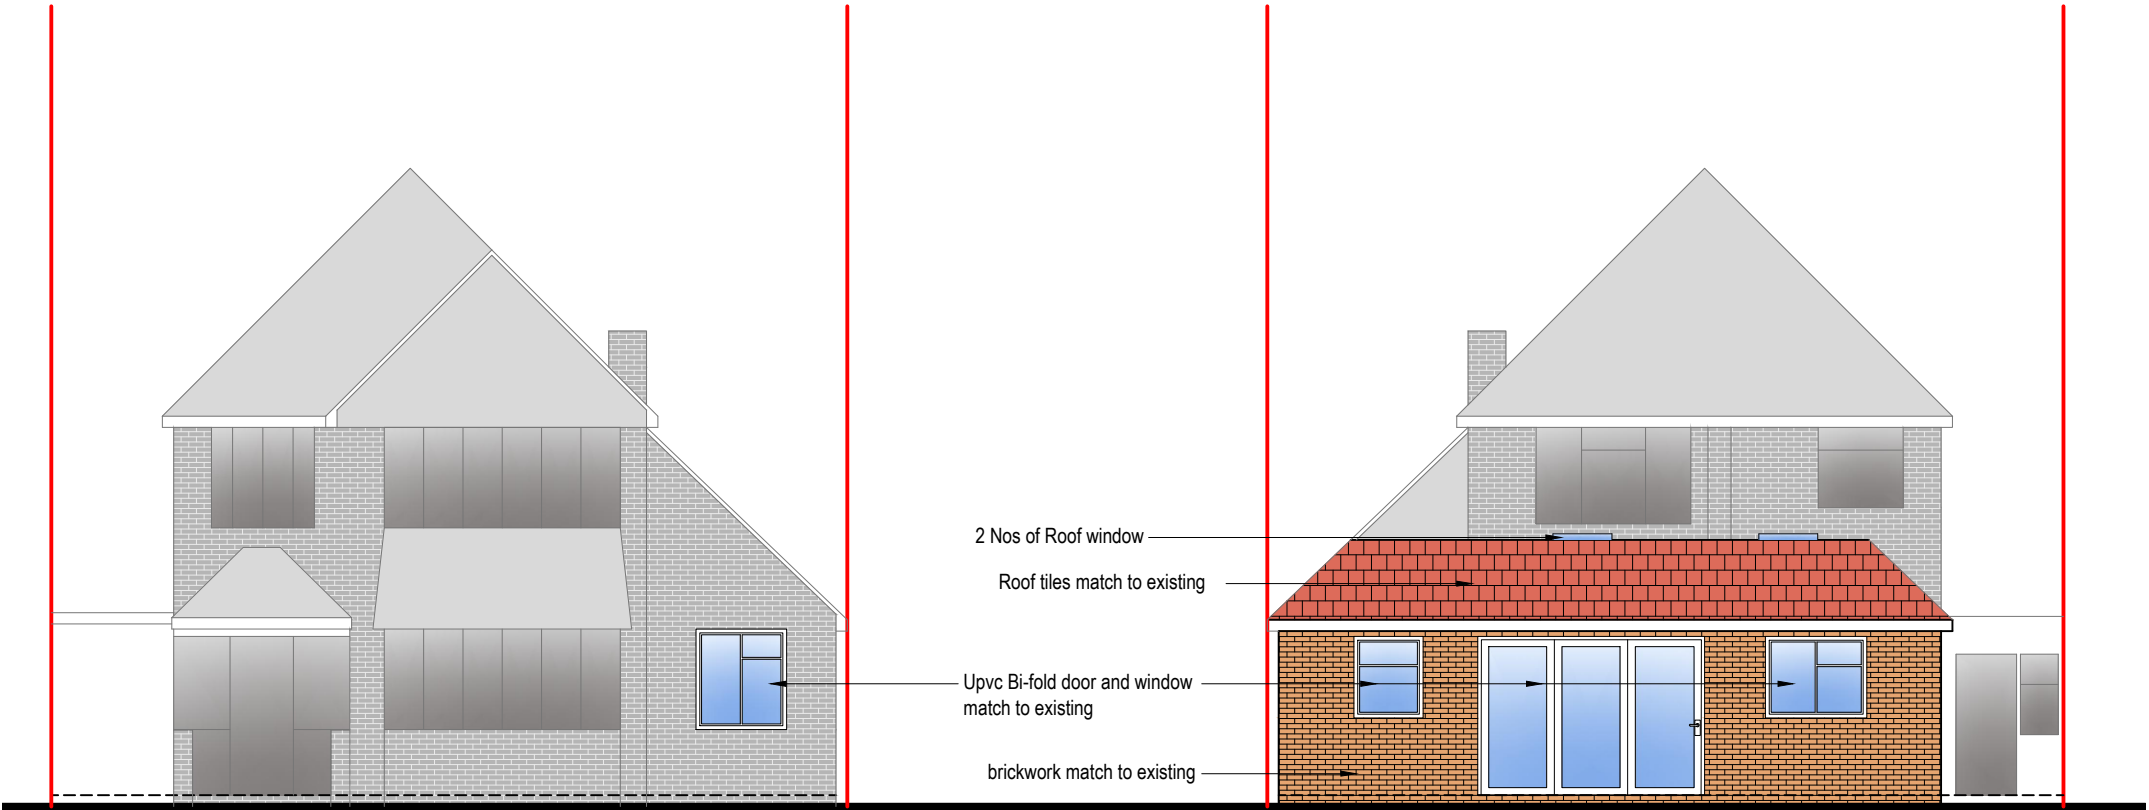 2 Nos of Roof window
Roof tiles match to existing
Upvc Bi-fold door and window
match to existing
brickwork match to existing